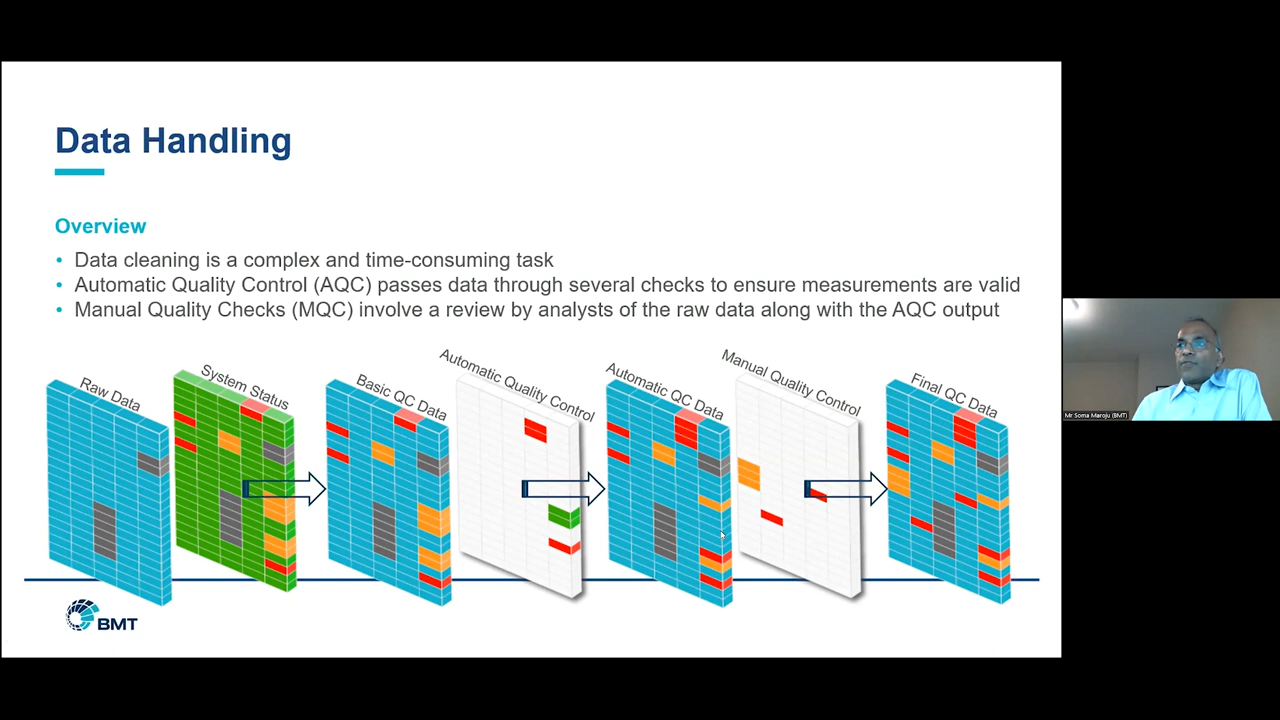 Data Handling
Overview
• Data cleaning is a complex and time-consuming task
• Automatic Quality Control (AQC) passes data through several checks to ensure measurements are valid
• Manual Quality Checks (MQC) involve a review by analysts of the raw data along with the AQC output
Raw Data
System Status
Basic QC Data
Automatic Quality Control
Automatic QC Data
Manual Quality Control
Final QC Data
BMT
Mr Soma Maroju (BMT)